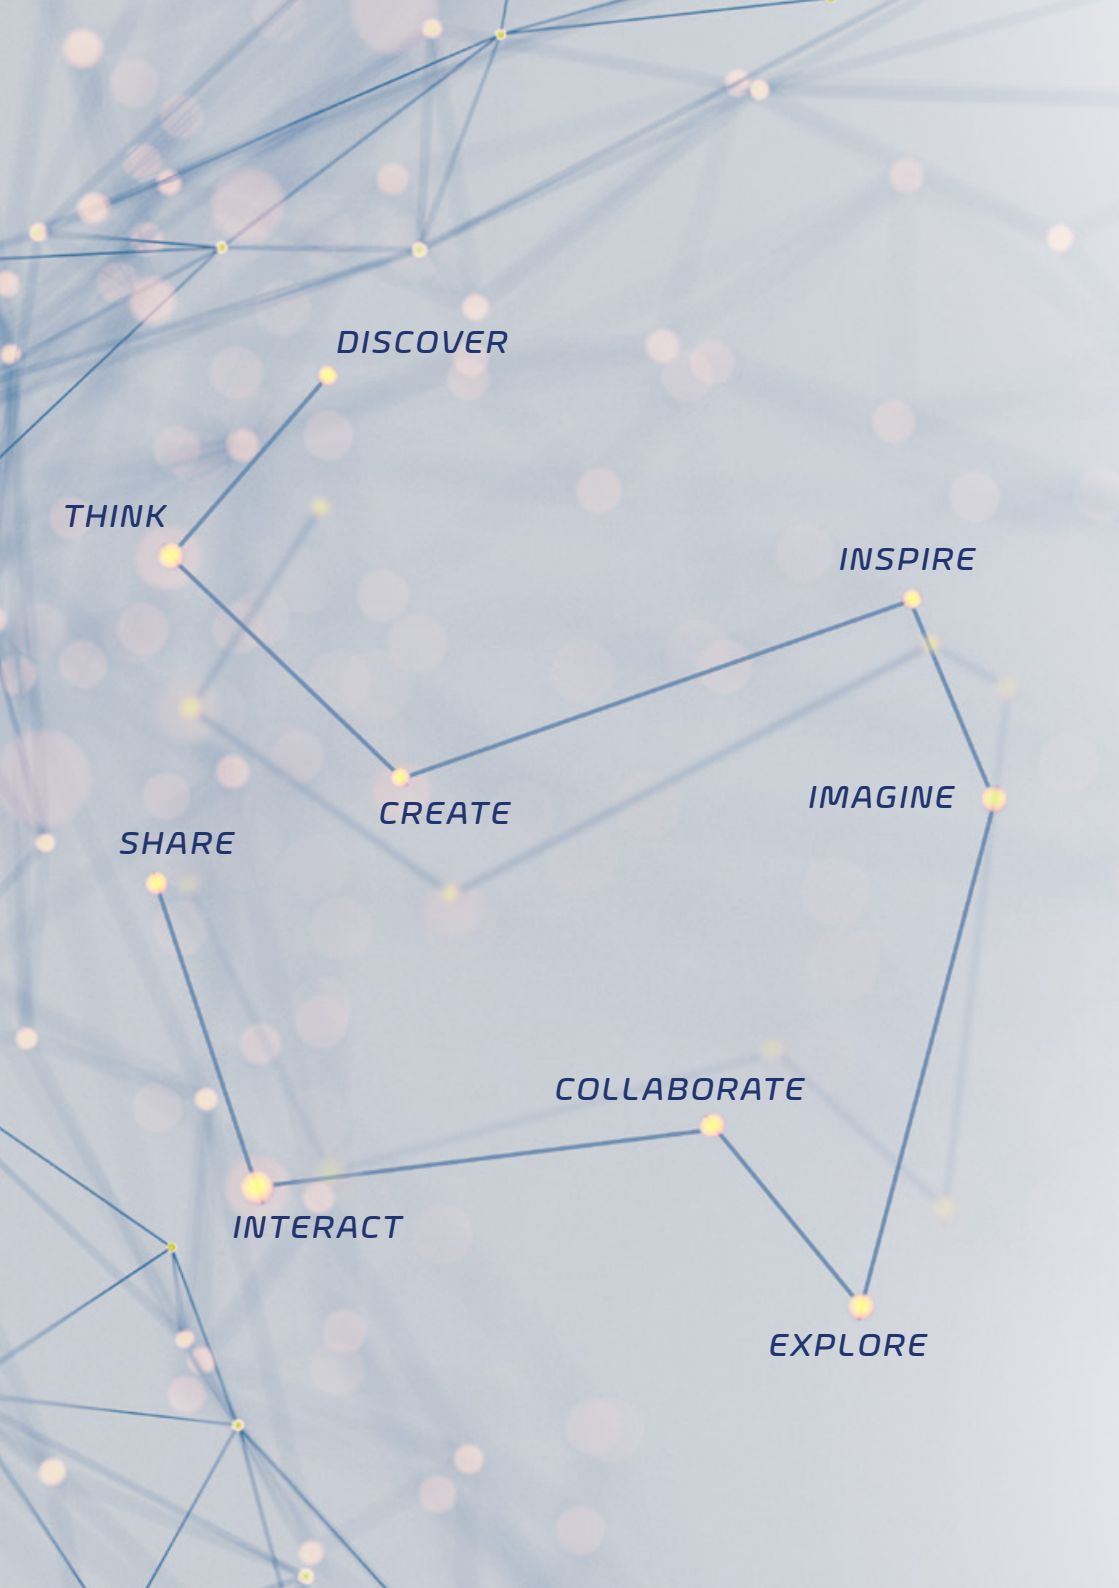 DISCOVER
THINK
INSPIRE
IMAGINE
CREATE
SHARE
COLLABORATE
INTERACT
EXPLORE